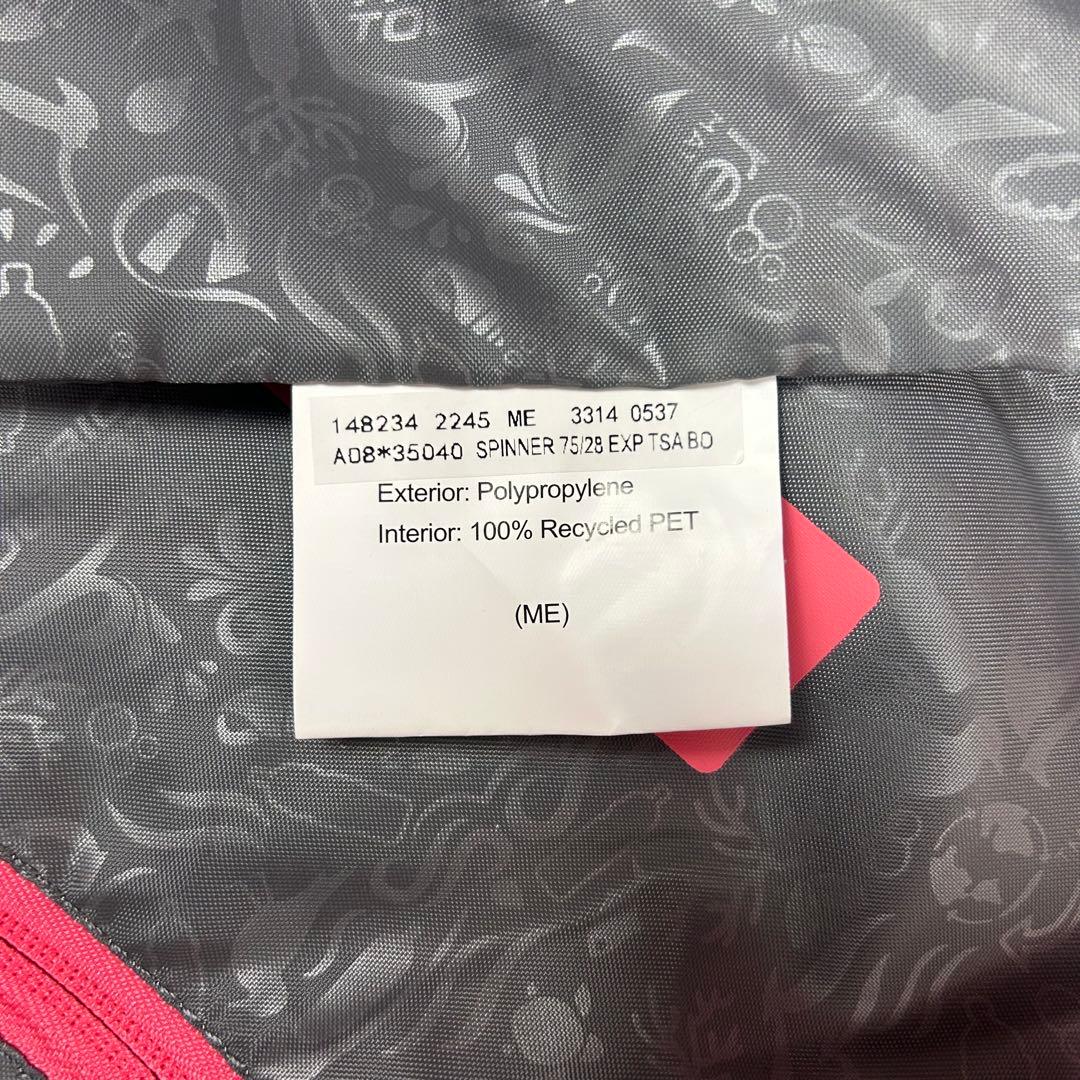 TO
148234 2245 ME 3314 0537
A08*35040 SPINNER 75/28 EXP TSA BO
Exterior: Polypropylene
Interior: 100% Recycled PET
(ME)